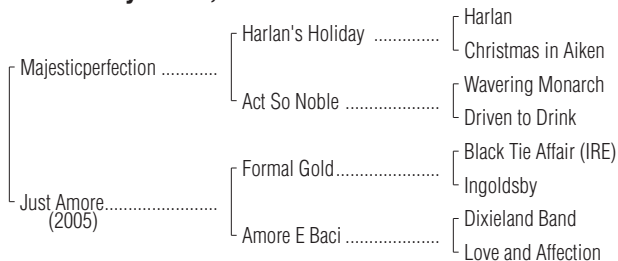 Harlan
Harlan's Holiday ..............
Christmas in Aiken
Majesticperfection ............
Wavering Monarch
Act So Noble ....................
Driven to Drink
Black Tie Affair (IRE)
Formal Gold......................
Ingoldsby
Just Amore........................
(2005)
Dixieland Band
Amore E Baci ....................
Love and Affection